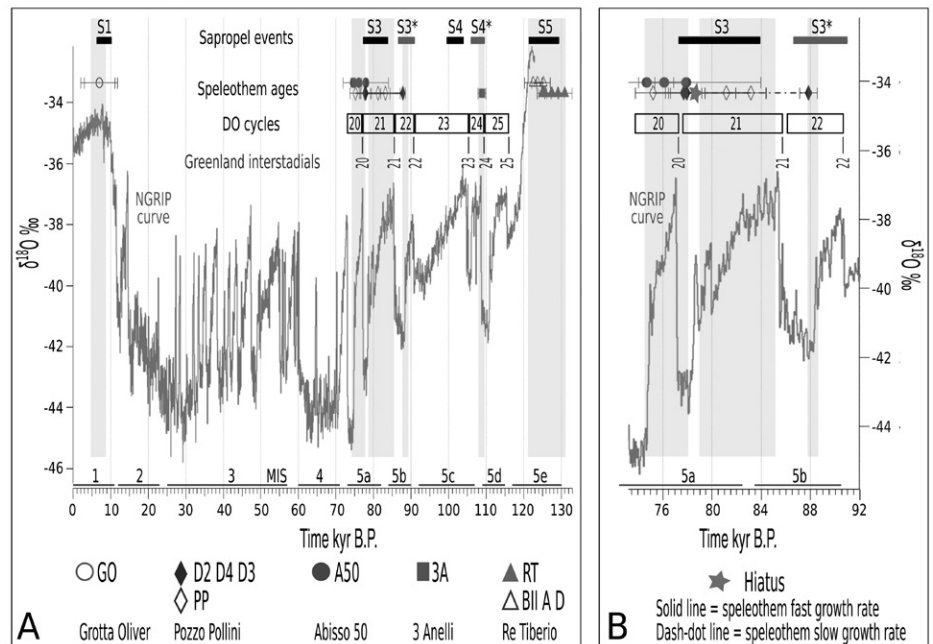 S1 S3 S3* S4 S4* S5
Sapropel events
Speleothem ages
DO cycles
20 21 22 23 24 25
Greenland interstadials
20 21 22 23 24 25
NGRIP
curve
δ¹⁸O ‰
-34
-36
-38
-40
-42
-44
-46
1 2 3 MIS 4 5a 5b 5c 5d 5e
0 10 20 30 40 50 60 70 80 90 100 110 120 130
Time kyr B.P.
GO D2 D4 D3 A50 3A RT
PP BII A D
A Grotta Oliver Pozzo Pollini Abisso 50 3 Anelli Re Tiberio
S3 S3*
-34
20 21 22
20 21 22
-36
NGRIP
curve
-38
δ¹⁸O ‰
-40
-42
-44
5a 5b
76 80 84 88 92
Time kyr B.P.
Hiatus
Solid line = speleothem fast growth rate
B Dash-dot line = speleothem slow growth rate